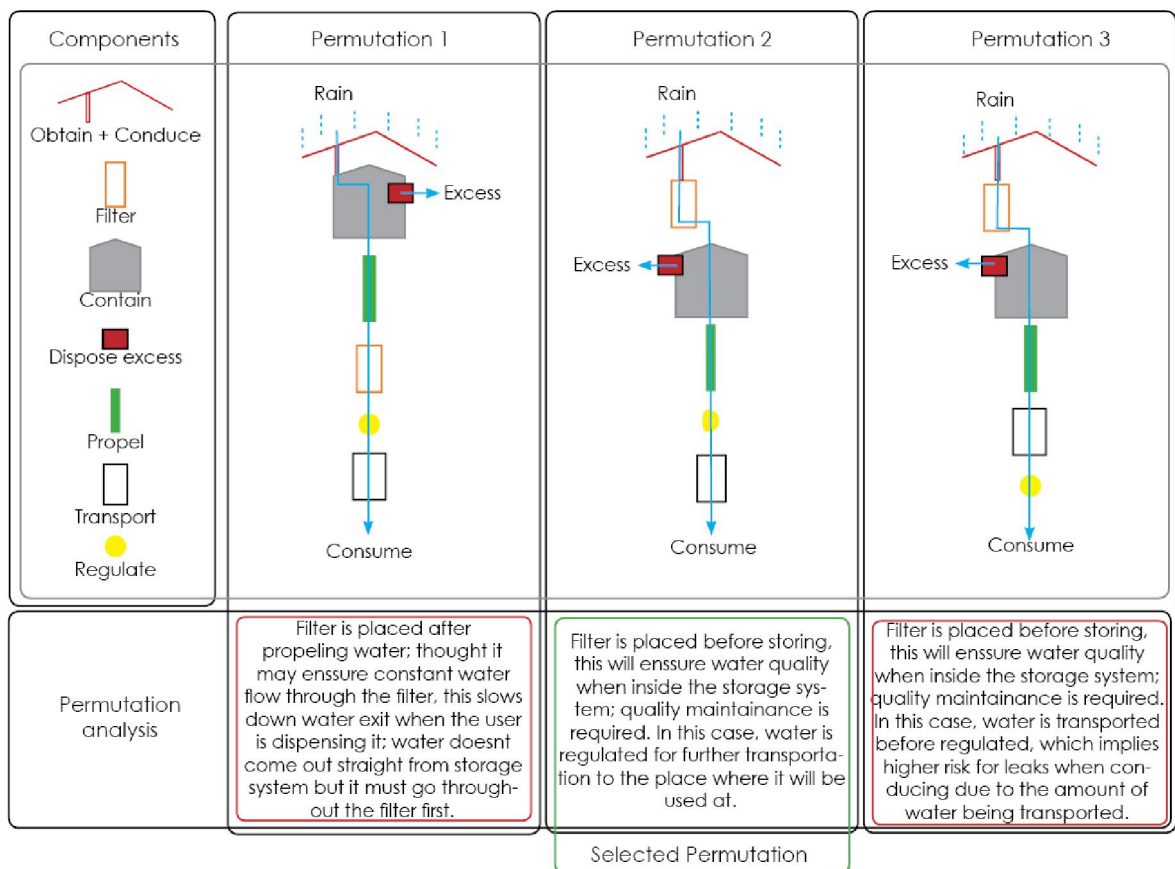 Components
Obtain + Conduce
Filter
Contain
Dispose excess
Propel
Transport
Regulate
Permutation 1
Rain
Excess
Consume
Permutation 2
Rain
Excess
Consume
Permutation 3
Rain
Excess
Consume
Permutation
analysis
Filter is placed after
propeling water; thought it
may ensure constant water
flow through the filter, this slows
down water exit when the user
is dispensing it; water doesnt
come out straight from storage
system but it must go through-
out the filter first.
Filter is placed before storing,
this will enssure water quality
when inside the storage sys-
tem; quality maintainance is
required. In this case, water is
regulated for further transporta-
tion to the place where it will be
used at.
Filter is placed before storing,
this will enssure water quality
when inside the storage system;
quality maintainance is required.
In this case, water is transported
before regulated, which implies
higher risk for leaks when con-
ducing due to the amount of
water being transported.
Selected Permutation